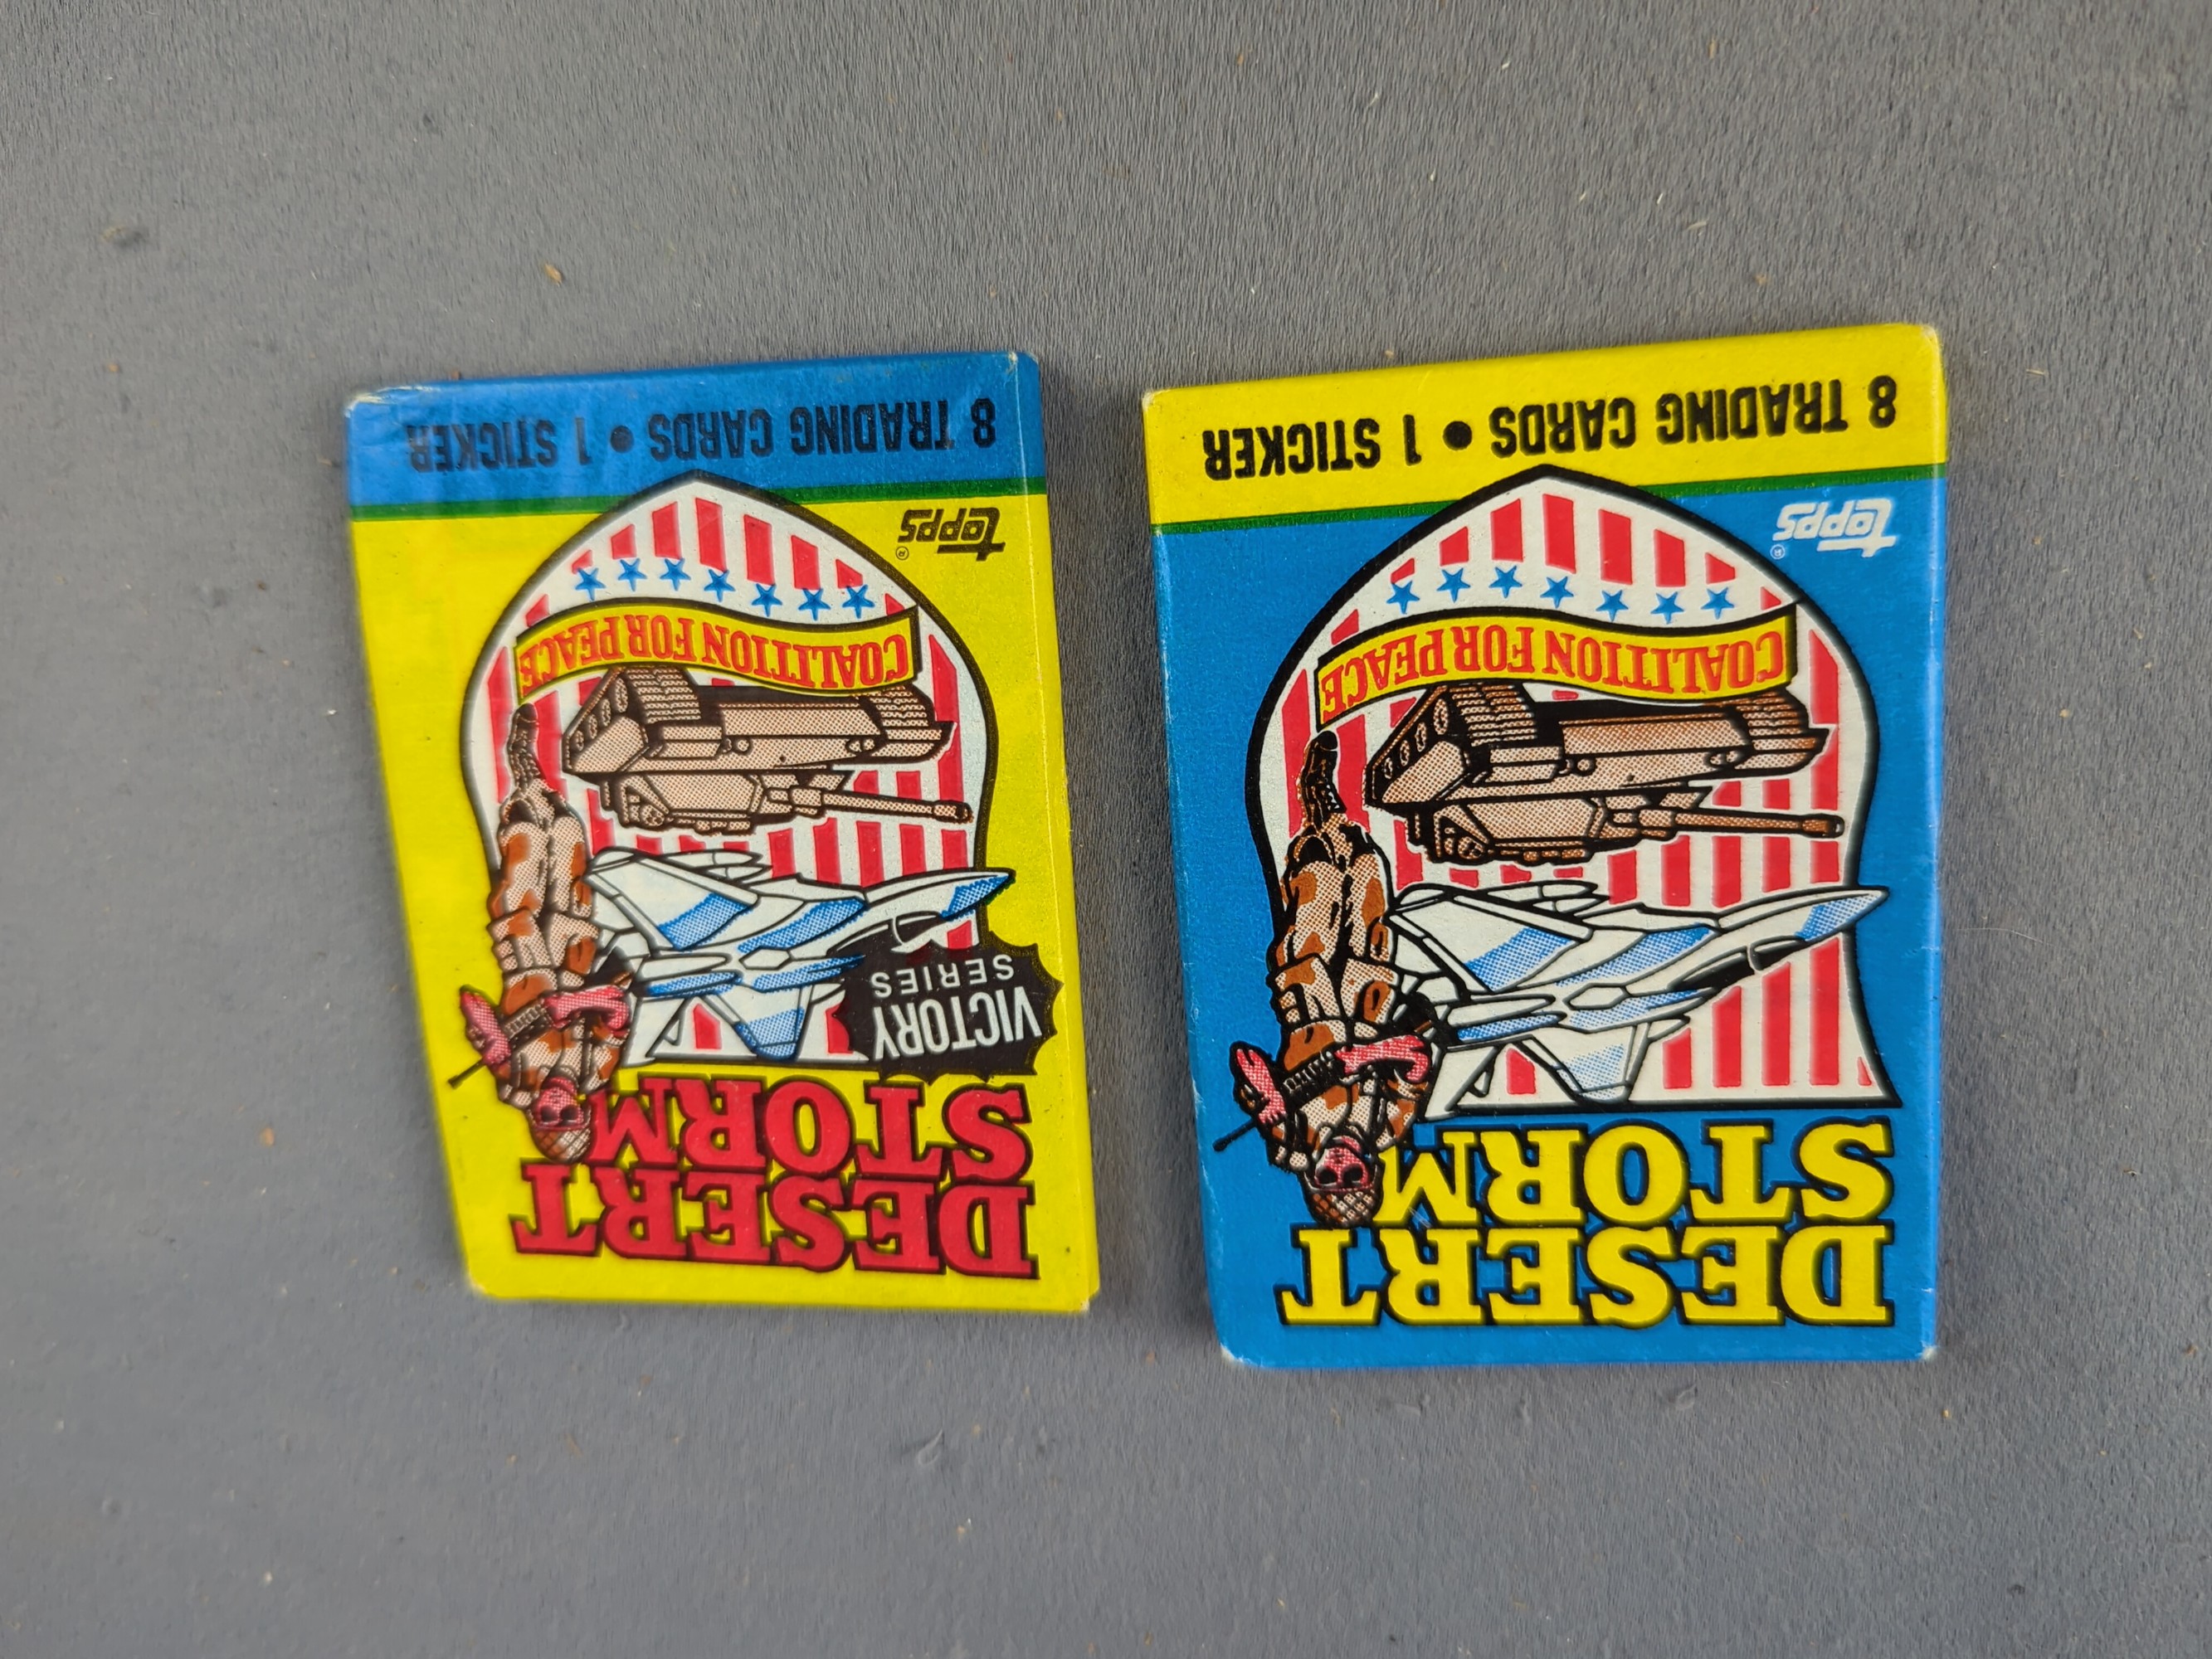 DESERT
STORM
VICTORY
SERIES
COALITION FOR PEACE
topps®
8 TRADING CARDS • 1 STICKER
DESERT
STORM
COALITION FOR PEACE
topps®
8 TRADING CARDS • 1 STICKER